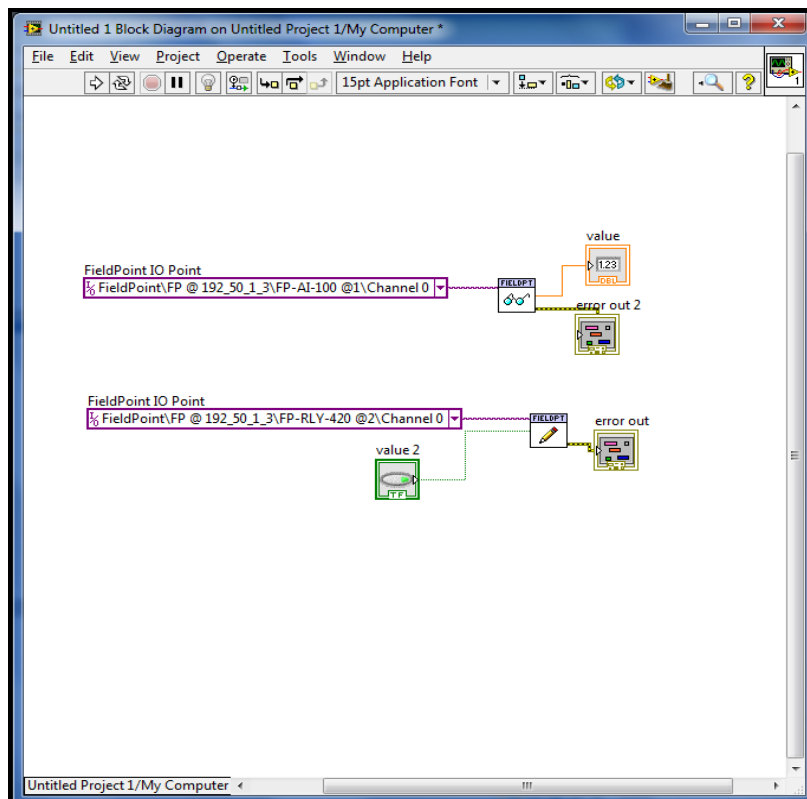 Untitled 1 Block Diagram on Untitled Project 1/My Computer *
File Edit View Project Operate Tools Window Help
15pt Application Font
1
value
1.23
DBL
FieldPoint IO Point
FieldPoint\FP @ 192_50_1_3\FP-AI-100 @1\Channel 0
FIELDPT
error out 2
FieldPoint IO Point
FieldPoint\FP @ 192_50_1_3\FP-RLY-420 @2\Channel 0
FIELDPT
error out
value 2
TF
Untitled Project 1/My Computer